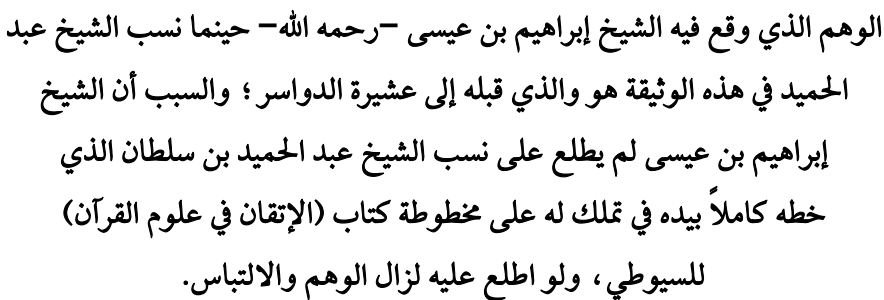 الوهم الذي وقع فيه الشيخ إبراهيم بن عيسى –رحمه الله– حينما نسب الشيخ عبد
الحميد في هذه الوثيقة هو والذي قبله إلى عشيرة الدواسر ؛ والسبب أن الشيخ
إبراهيم بن عيسى لم يطلع على نسب الشيخ عبد الحميد بن سلطان الذي
خطه كاملاً بيده في تملك له على مخطوطة كتاب (الإتقان في علوم القرآن)
للسيوطي، ولو اطلع عليه لزال الوهم والالتباس.